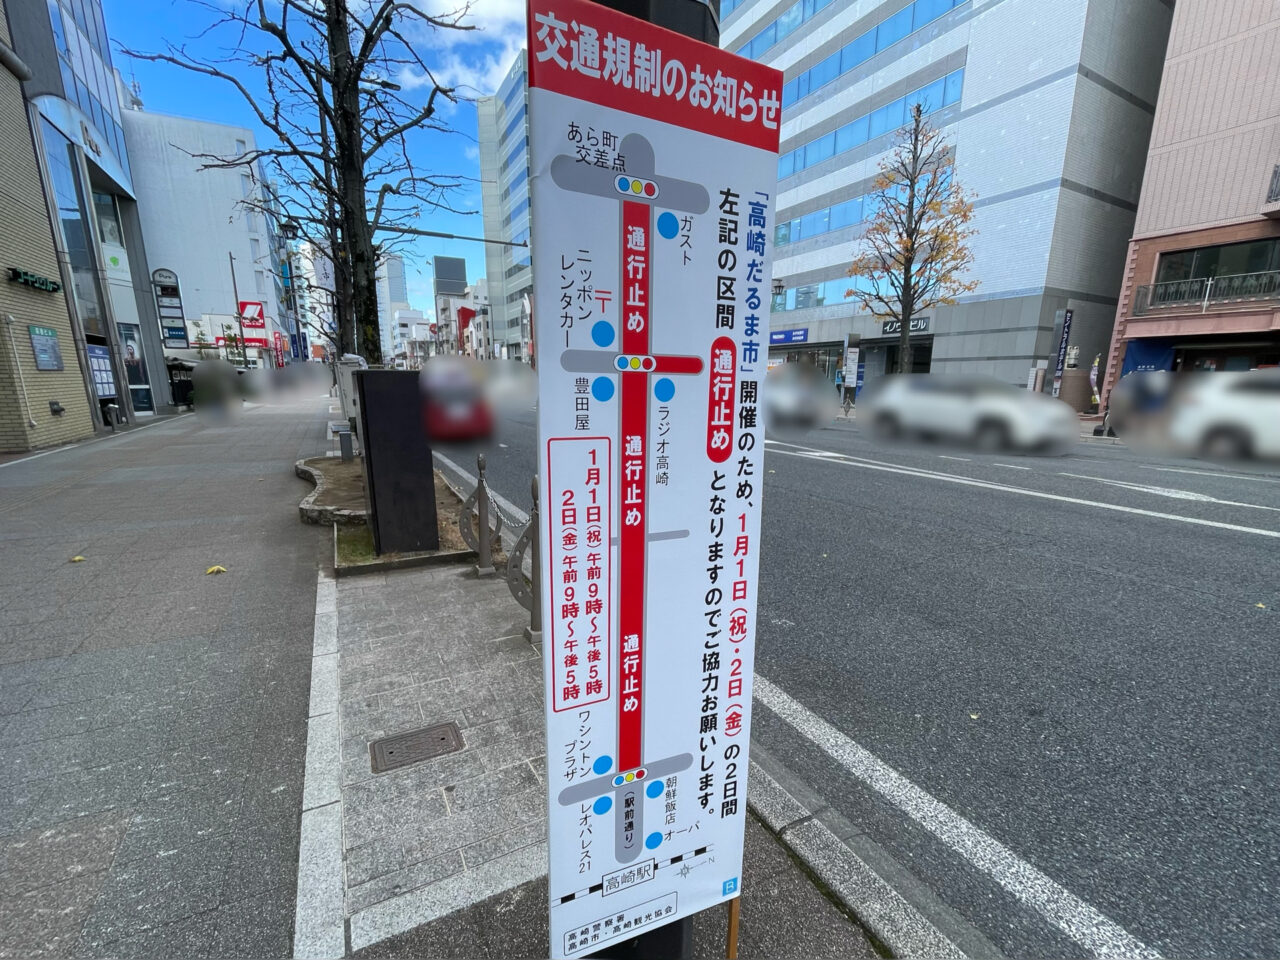 交通規制のお知らせ
「高崎だるま市」開催のため、1月1日(祝)・2日(金)の2日間
左記の区間 通行止め となりますのでご協力お願いします。
あら町
交差点
通行止め
ガスト
ニッポン
レンタカー
〒
豊田屋
ラジオ高崎
通行止め
1月1日(祝)午前9時~午後5時
2日(金)午前9時~午後5時
通行止め
ワシントン
プラザ
レオパレス21
朝鮮飯店
オーパ
(駅前通り)
高崎駅
N
B
高崎警察署
高崎市・高崎観光協会
イノウエビル